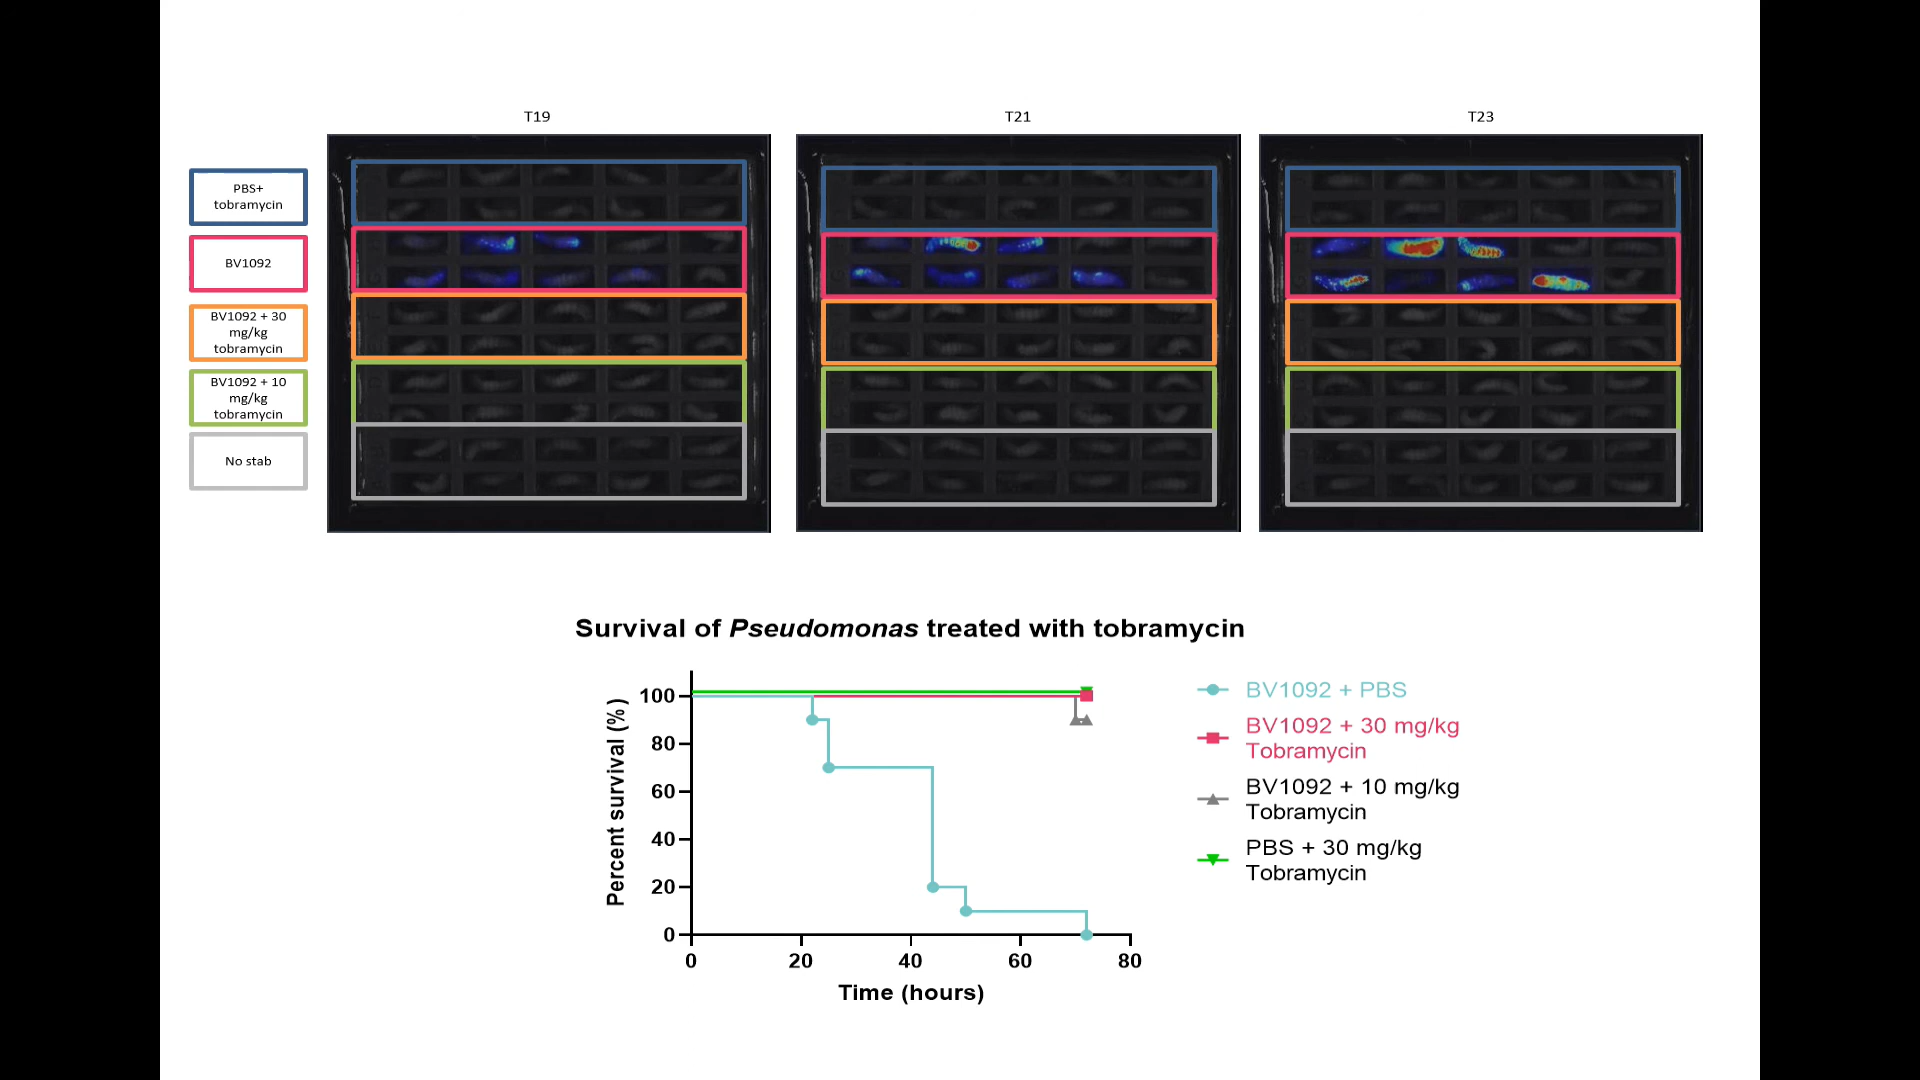 T19
T21
T23
PBS+
tobramycin
BV1092
BV1092 + 30
mg/kg
tobramycin
BV1092 + 10
mg/kg
tobramycin
No stab
Survival of Pseudomonas treated with tobramycin
Percent survival (%)
100
80
60
40
20
0
0
20
40
60
80
Time (hours)
BV1092 + PBS
BV1092 + 30 mg/kg
Tobramycin
BV1092 + 10 mg/kg
Tobramycin
PBS + 30 mg/kg
Tobramycin